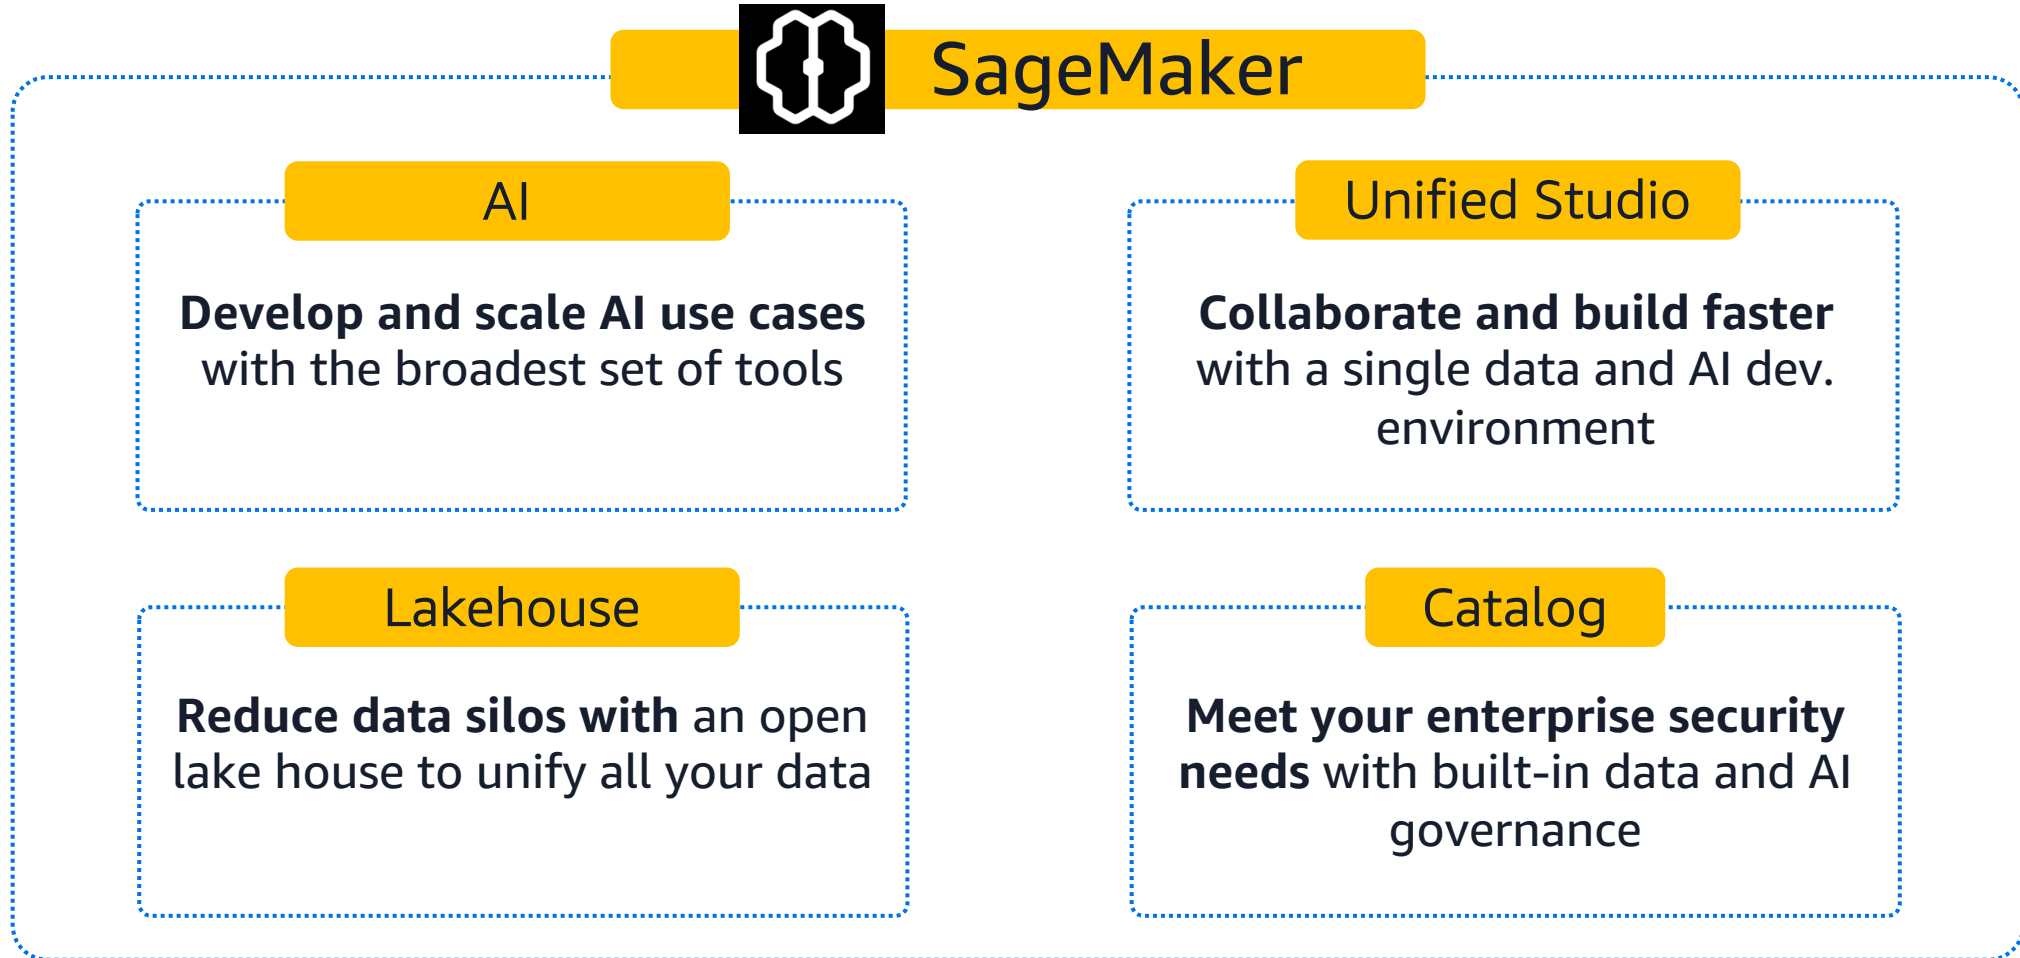 SageMaker
AI
Develop and scale AI use cases
with the broadest set of tools
Unified Studio
Collaborate and build faster
with a single data and AI dev.
environment
Lakehouse
Reduce data silos with an open
lake house to unify all your data
Catalog
Meet your enterprise security
needs with built-in data and AI
governance